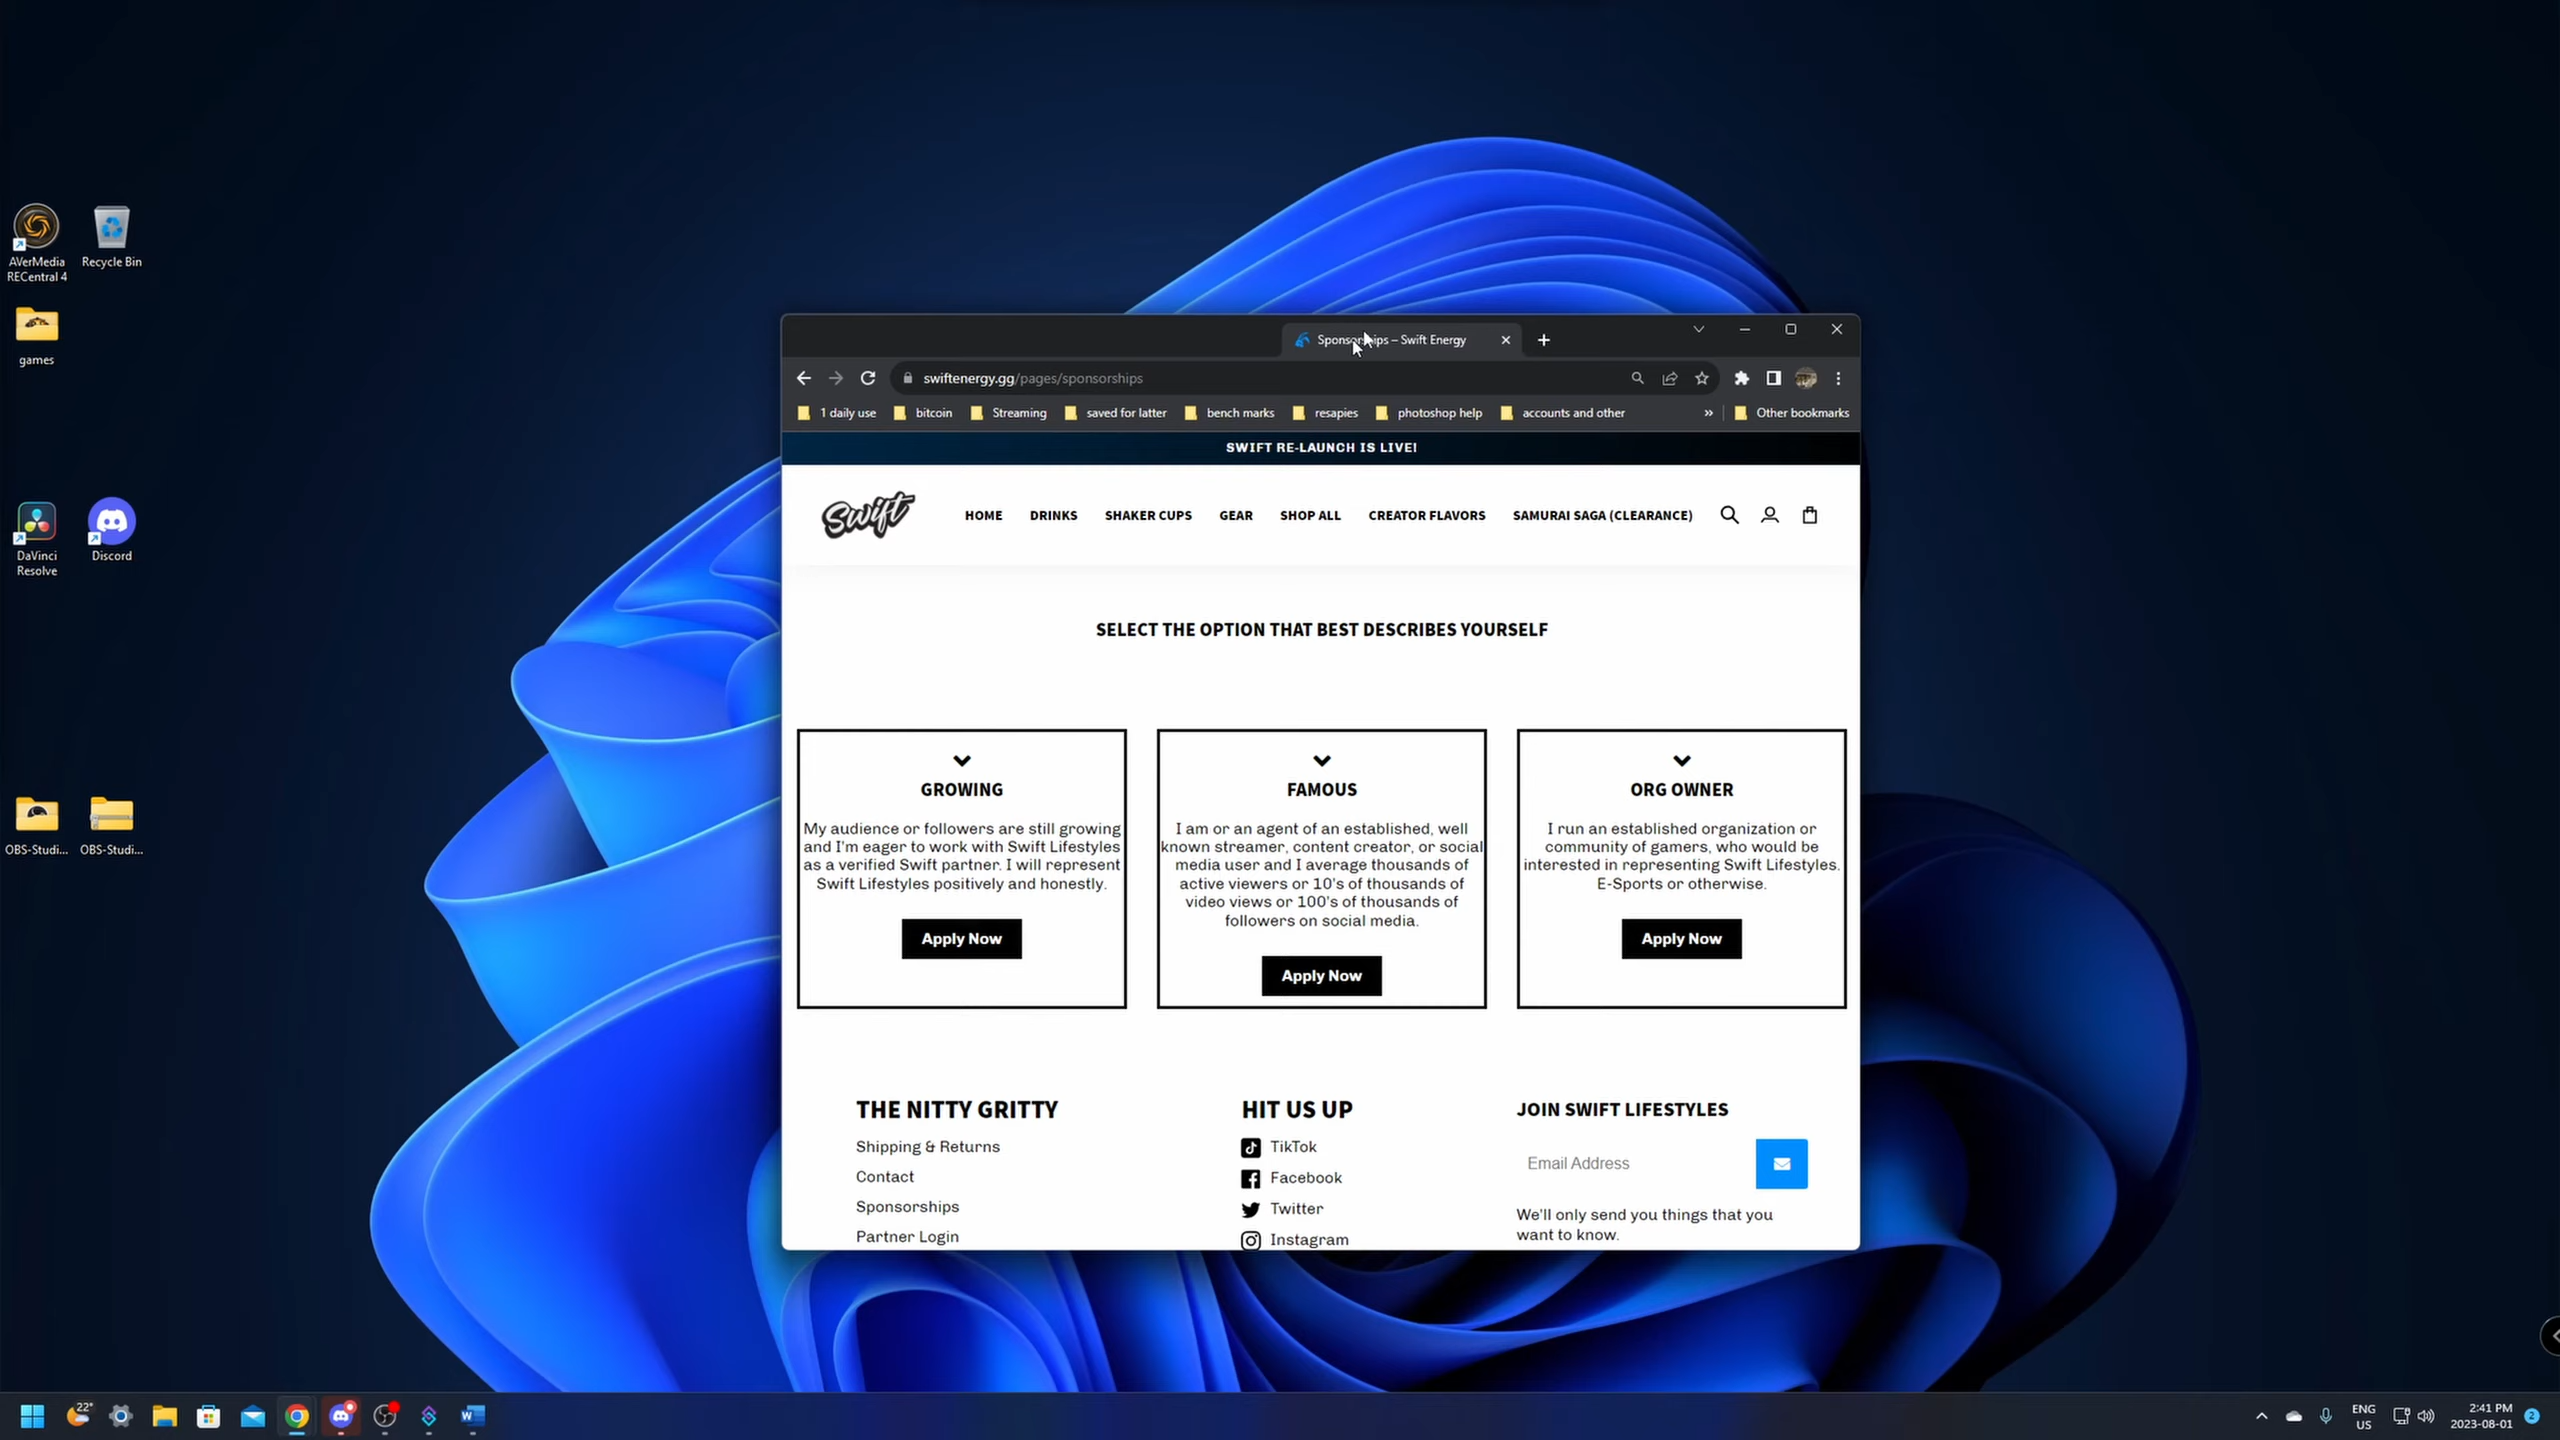 AVerMedia
RECentral 4
Recycle Bin
games
DaVinci
Resolve
Discord
OBS-Studi...
OBS-Studi...
Sponsorships – Swift Energy
swiftenergy.gg/pages/sponsorships
1 daily use
bitcoin
Streaming
saved for latter
bench marks
resapies
photoshop help
accounts and other
»
Other bookmarks
SWIFT RE-LAUNCH IS LIVE!
Swift
HOME
DRINKS
SHAKER CUPS
GEAR
SHOP ALL
CREATOR FLAVORS
SAMURAI SAGA (CLEARANCE)
SELECT THE OPTION THAT BEST DESCRIBES YOURSELF
GROWING
My audience or followers are still growing
and I'm eager to work with Swift Lifestyles
as a verified Swift partner. I will represent
Swift Lifestyles positively and honestly.
Apply Now
FAMOUS
I am or an agent of an established, well
known streamer, content creator, or social
media user and I average thousands of
active viewers or 10's of thousands of
video views or 100's of thousands of
followers on social media.
Apply Now
ORG OWNER
I run an established organization or
community of gamers, who would be
interested in representing Swift Lifestyles.
E-Sports or otherwise.
Apply Now
THE NITTY GRITTY
Shipping & Returns
Contact
Sponsorships
Partner Login
HIT US UP
TikTok
Facebook
Twitter
Instagram
JOIN SWIFT LIFESTYLES
Email Address
We'll only send you things that you
want to know.
22°
ENG
US
2:41 PM
2023-08-01
2